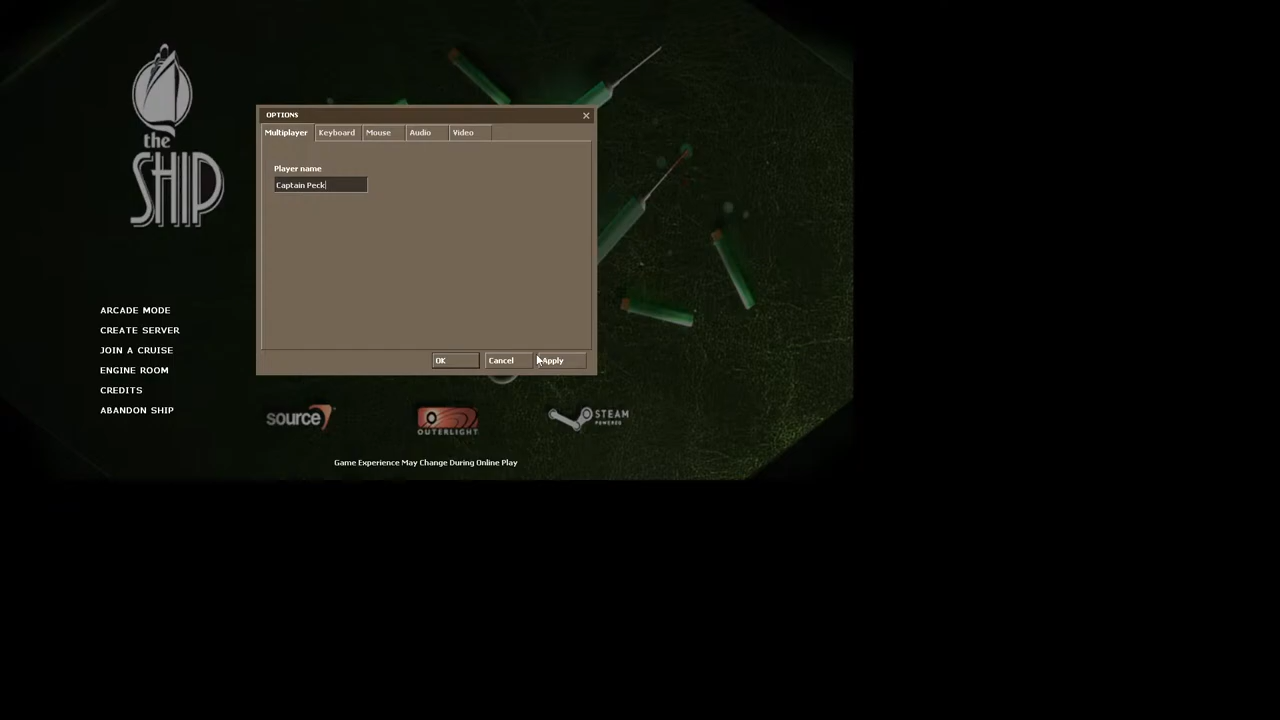 the
SHIP
OPTIONS
Multiplayer Keyboard Mouse Audio Video
Player name
Captain Peck
ARCADE MODE
CREATE SERVER
JOIN A CRUISE
ENGINE ROOM
CREDITS
ABANDON SHIP
OK Cancel Apply
source OUTERLIGHT STEAM
POWERED
Game Experience May Change During Online Play